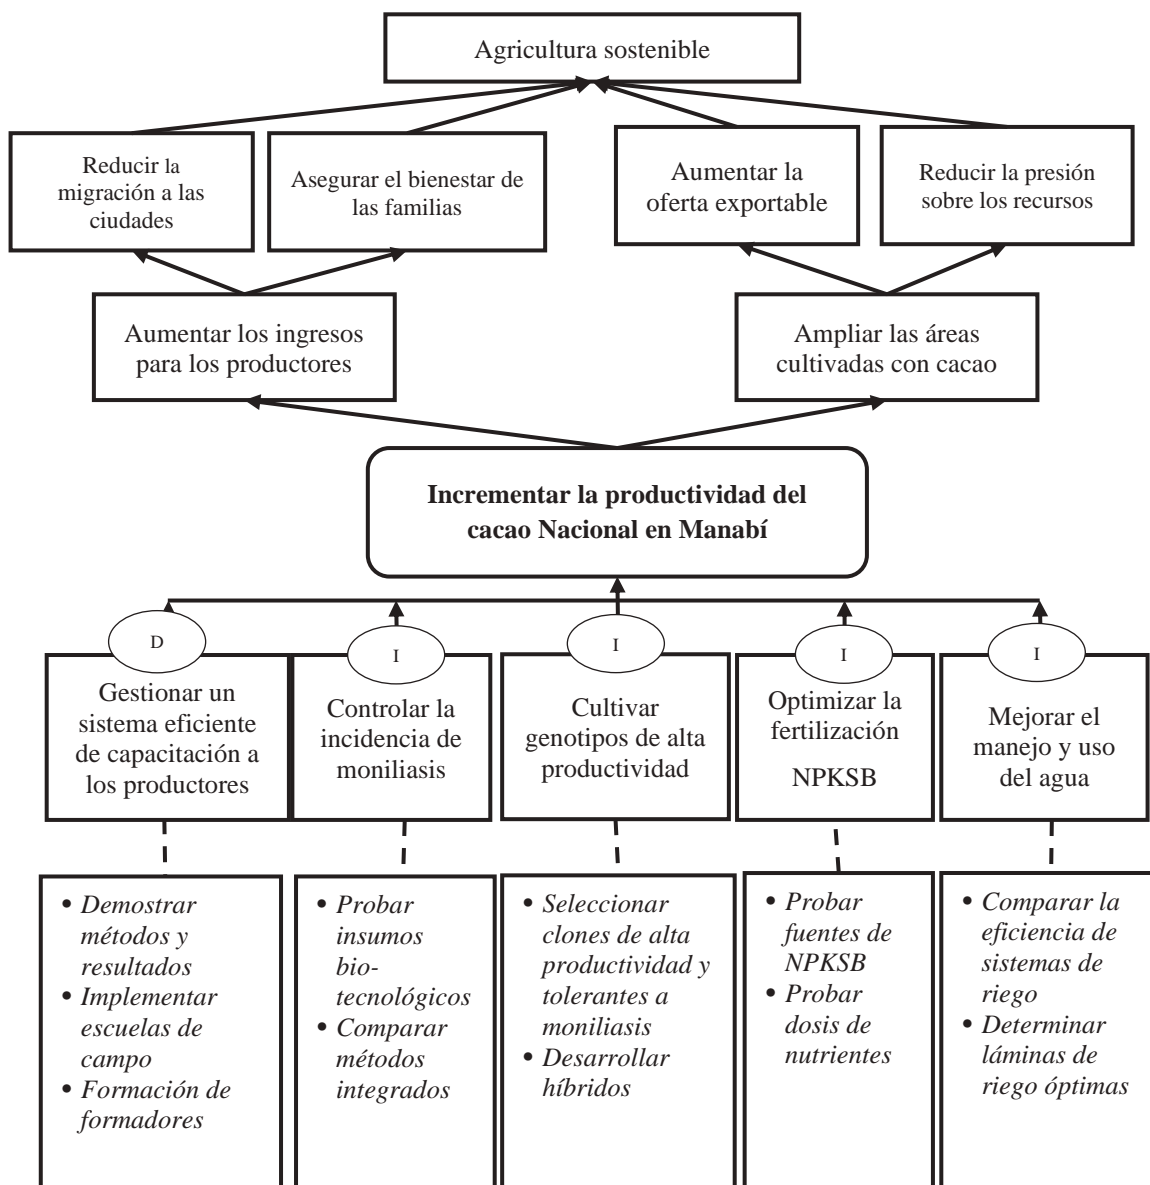 Agricultura sostenible
Reducir la
migración a las
ciudades
Asegurar el bienestar de
las familias
Aumentar la
oferta exportable
Reducir la presión
sobre los recursos
Aumentar los ingresos
para los productores
Ampliar las áreas
cultivadas con cacao
Incrementar la productividad del
cacao Nacional en Manabí
D
Gestionar un
sistema eficiente
de capacitación a
los productores
I
Controlar la
incidencia de
moniliasis
I
Cultivar
genotipos de alta
productividad
I
Optimizar la
fertilización
NPKSB
I
Mejorar el
manejo y uso
del agua
• Demostrar
métodos y
resultados
• Implementar
escuelas de
campo
• Formación de
formadores
• Probar
insumos
bio-
tecnológicos
• Comparar
métodos
integrados
• Seleccionar
clones de alta
productividad y
tolerantes a
moniliasis
• Desarrollar
híbridos
• Probar
fuentes de
NPKSB
• Probar
dosis de
nutrientes
• Comparar la
eficiencia de
sistemas de
riego
• Determinar
láminas de
riego óptimas